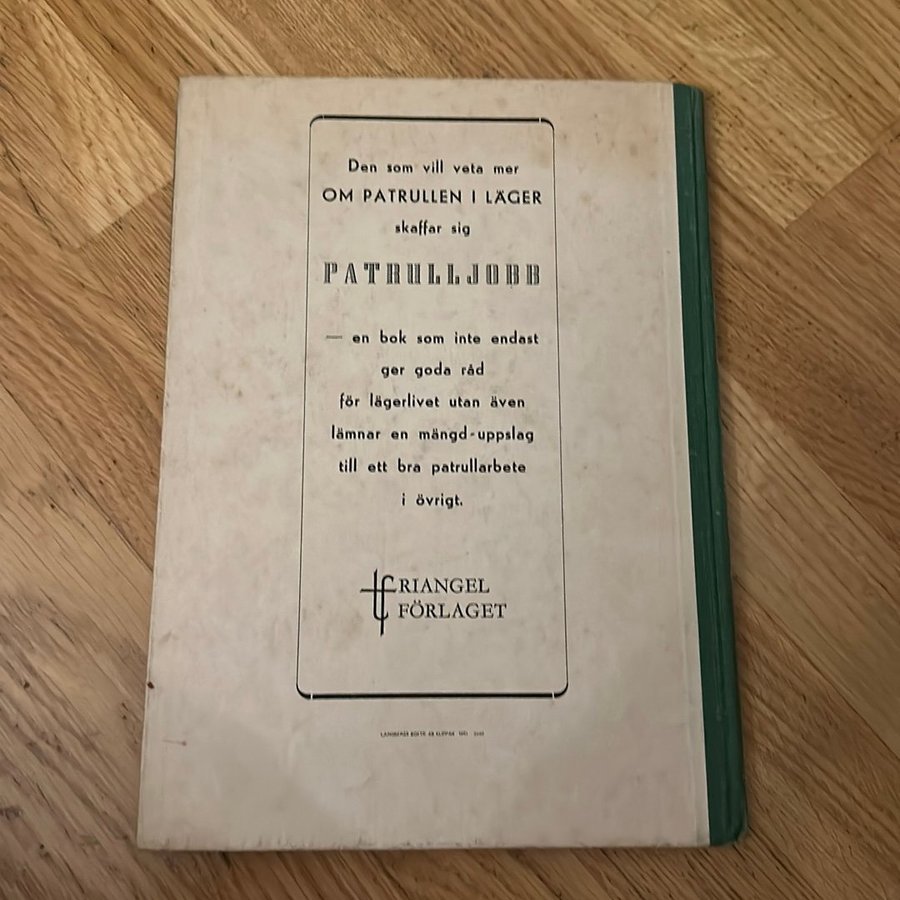 Den som vill veta mer
OM PATRULLEN I LÄGER
skaffar sig
PATRULLJOBB
— en bok som inte endast
ger goda råd
för lägerlivet utan även
lämnar en mängd-uppslag
till ett bra patrullarbete
i övrigt.
TRIANGEL
FÖRLAGET